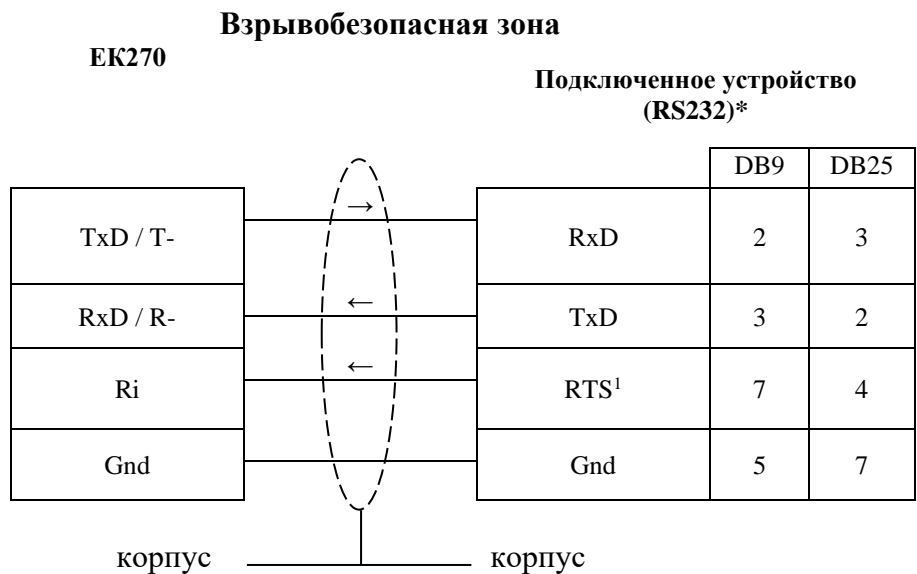 Взрывобезопасная зона
ЕК270
Подключенное устройство
(RS232)*
DB9 DB25
TxD / T- → RxD 2 3
RxD / R- ← TxD 3 2
Ri ← RTS¹ 7 4
Gnd Gnd 5 7
корпус корпус